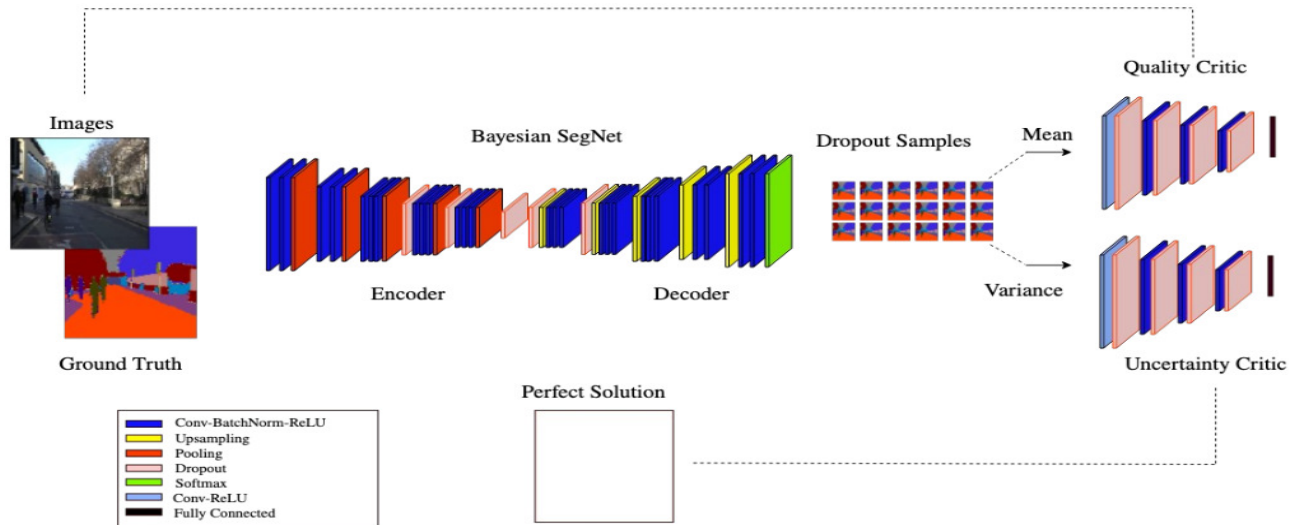 Quality Critic
Images
Bayesian SegNet
Dropout Samples
Mean
Encoder
Decoder
Variance
Ground Truth
Uncertainty Critic
Perfect Solution
Conv-BatchNorm-ReLU
Upsampling
Pooling
Dropout
Softmax
Conv-ReLU
Fully Connected